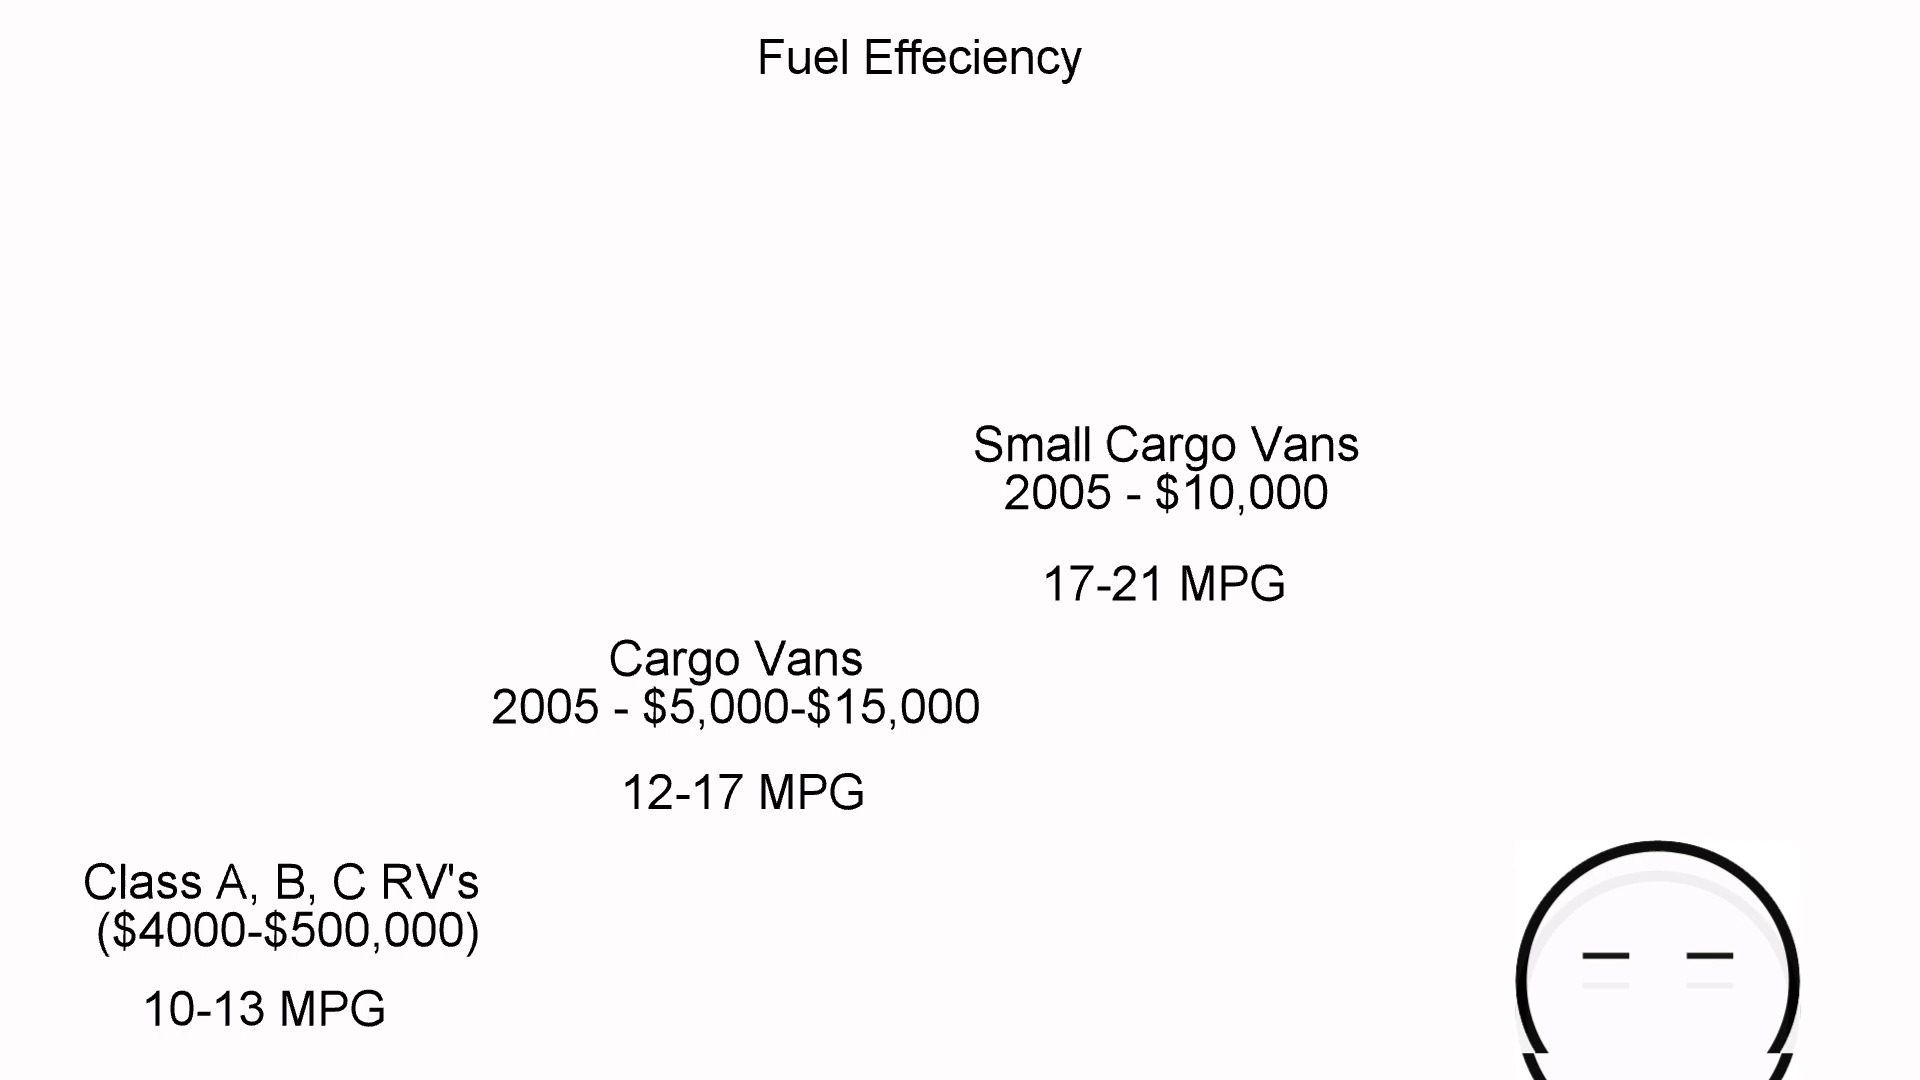 Fuel Effeciency
Small Cargo Vans
2005 - $10,000
17-21 MPG
Cargo Vans
2005 - $5,000-$15,000
12-17 MPG
Class A, B, C RV's
($4000-$500,000)
10-13 MPG